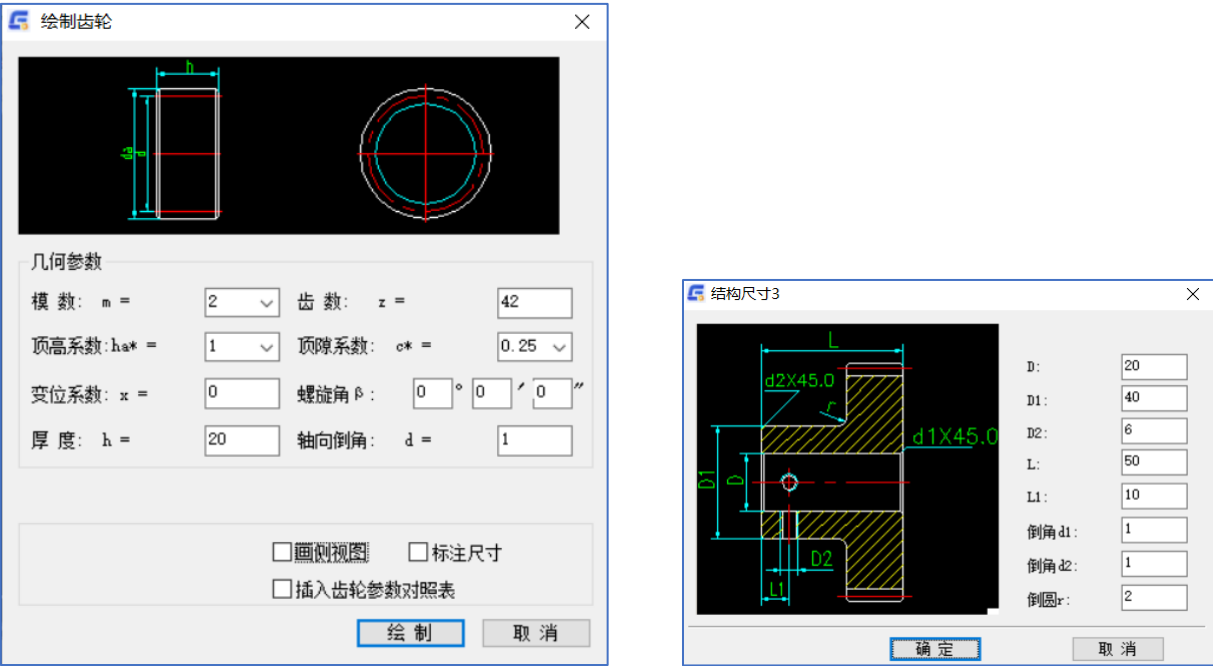 绘制齿轮
h
da
d
几何参数
模 数: m = 2 齿 数: z = 42
顶高系数:ha* = 1 顶隙系数: c* = 0.25
变位系数: x = 0 螺旋角β: 0 ° 0 ′ 0 ″
厚 度: h = 20 轴向倒角: d = 1
画侧视图 标注尺寸
插入齿轮参数对照表
绘 制 取 消
结构尺寸3
L
d2X45.0
r
d1X45.0
D1
D
D2
L1
D: 20
D1: 40
D2: 6
L: 50
L1: 10
倒角d1: 1
倒角d2: 1
倒圆r: 2
确 定 取 消